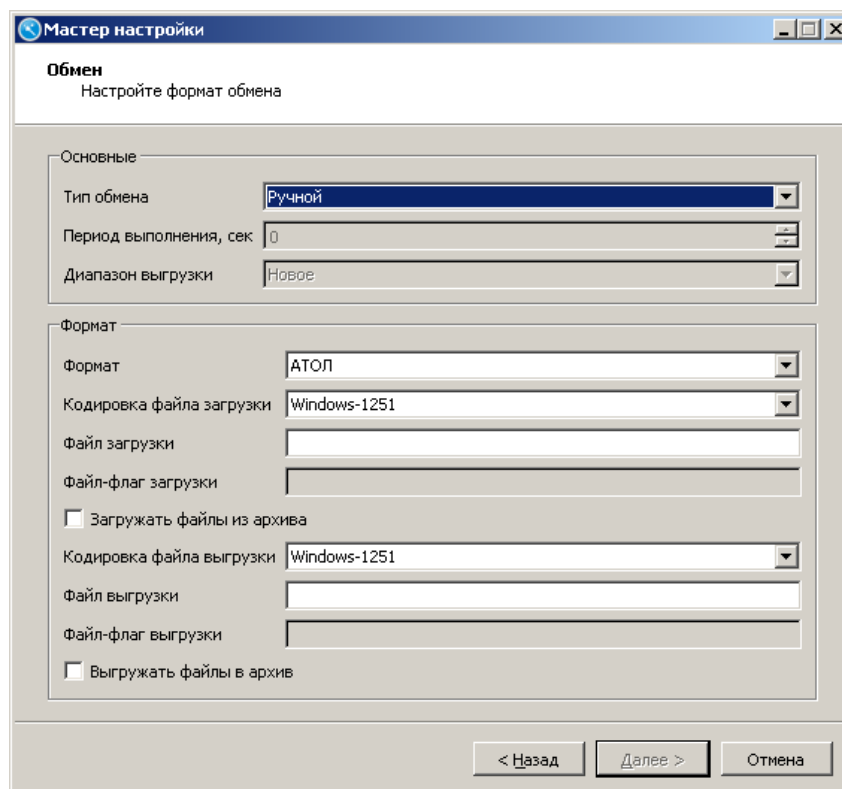 Мастер настройки
Обмен
Настройте формат обмена
Основные
Тип обмена Ручной
Период выполнения, сек 0
Диапазон выгрузки Новое
Формат
Формат АТОЛ
Кодировка файла загрузки Windows-1251
Файл загрузки
Файл-флаг загрузки
Загружать файлы из архива
Кодировка файла выгрузки Windows-1251
Файл выгрузки
Файл-флаг выгрузки
Выгружать файлы в архив
< Назад Далее > Отмена